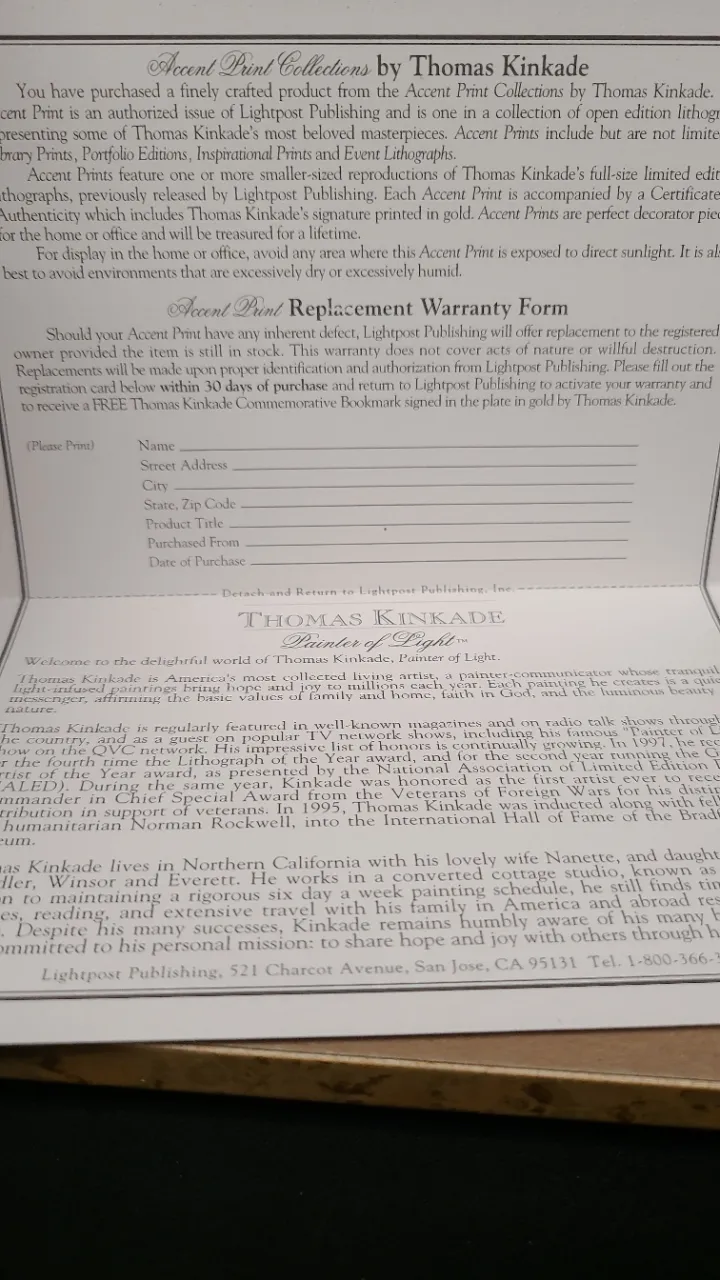 Accent Print Collections by Thomas Kinkade
You have purchased a finely crafted product from the Accent Print Collections by Thomas Kinkade.
cent Print is an authorized issue of Lightpost Publishing and is one in a collection of open edition lithogr
presenting some of Thomas Kinkade's most beloved masterpieces. Accent Prints include but are not limite
brary Prints, Portfolio Editions, Inspirational Prints and Event Lithographs.
Accent Prints feature one or more smaller-sized reproductions of Thomas Kinkade's full-size limited edit
thographs, previously released by Lightpost Publishing. Each Accent Print is accompanied by a Certificate
Authenticity which includes Thomas Kinkade's signature printed in gold. Accent Prints are perfect decorator piec
for the home or office and will be treasured for a lifetime.
For display in the home or office, avoid any area where this Accent Print is exposed to direct sunlight. It is als
best to avoid environments that are excessively dry or excessively humid.
Accent Print Replacement Warranty Form
Should your Accent Print have any inherent defect, Lightpost Publishing will offer replacement to the registered
owner provided the item is still in stock. This warranty does not cover acts of nature or willful destruction.
Replacements will be made upon proper identification and authorization from Lightpost Publishing. Please fill out the
registration card below within 30 days of purchase and return to Lightpost Publishing to activate your warranty and
to receive a FREE Thomas Kinkade Commemorative Bookmark signed in the plate in gold by Thomas Kinkade.
(Please Print) Name
Street Address
City
State, Zip Code
Product Title
Purchased From
Date of Purchase
Detach and Return to Lightpost Publishing, Inc.
THOMAS KINKADE
Painter of Light™
Welcome to the delightful world of Thomas Kinkade, Painter of Light.
Thomas Kinkade is America's most collected living artist, a painter-communicator whose tranquil
light-infused paintings bring hope and joy to millions each year. Each painting he creates is a quie
messenger, affirming the basic values of family and home, faith in God, and the luminous beauty
nature.
Thomas Kinkade is regularly featured in well-known magazines and on radio talk shows through
he country, and as a guest on popular TV network shows, including his famous "Painter of L
how on the QVC network. His impressive list of honors is continually growing. In 1997, he rec
r the fourth time the Lithograph of the Year award, and for the second year running the G
rtist of the Year award, as presented by the National Association of Limited Edition D
ALED). During the same year, Kinkade was honored as the first artist ever to rece
mmander in Chief Special Award from the Veterans of Foreign Wars for his distin
tribution in support of veterans. In 1995, Thomas Kinkade was inducted along with fell
humanitarian Norman Rockwell, into the International Hall of Fame of the Bradf
eum.
as Kinkade lives in Northern California with his lovely wife Nanette, and daught
dler, Winsor and Everett. He works in a converted cottage studio, known as
n to maintaining a rigorous six day a week painting schedule, he still finds tim
es, reading, and extensive travel with his family in America and abroad res
. Despite his many successes, Kinkade remains humbly aware of his many b
ommitted to his personal mission: to share hope and joy with others through h
Lightpost Publishing, 521 Charcot Avenue, San Jose, CA 95131 Tel. 1-800-366-3